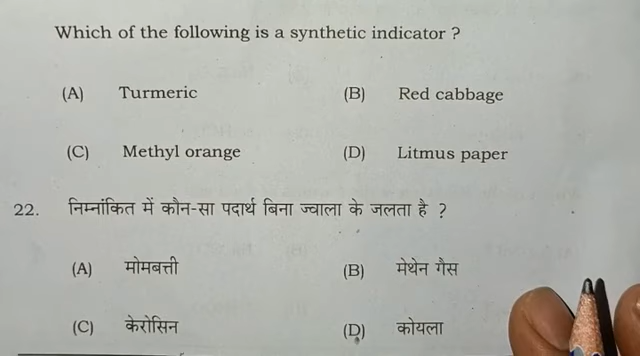 Which of the following is a synthetic indicator ?
(A) Turmeric (B) Red cabbage
(C) Methyl orange (D) Litmus paper
22. निम्नांकित में कौन-सा पदार्थ बिना ज्वाला के जलता है ?
(A) मोमबत्ती (B) मेथेन गैस
(C) केरोसिन (D) कोयला